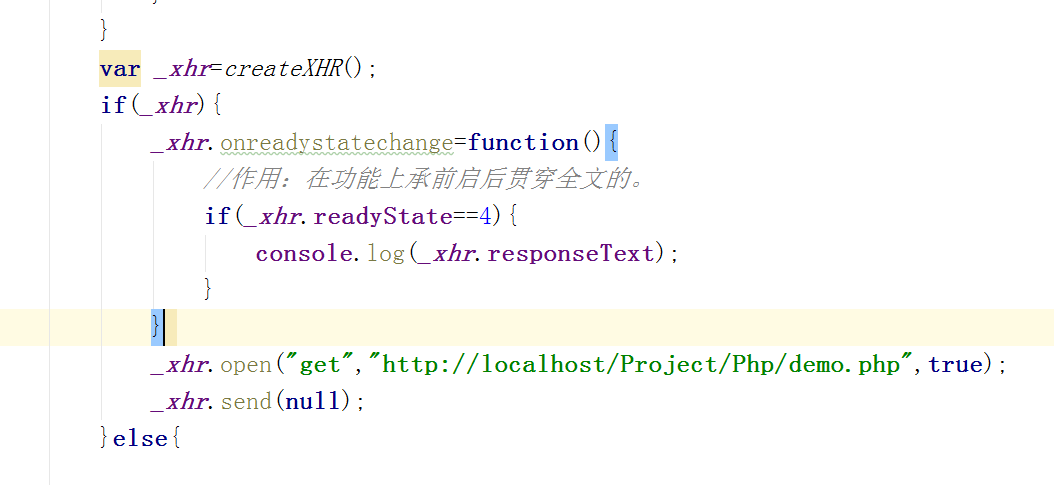 }
var _xhr=createXHR();
if(_xhr){
_xhr.onreadystatechange=function(){
//作用：在功能上承前启后贯穿全文的。
if(_xhr.readyState==4){
console.log(_xhr.responseText);
}
}
_xhr.open("get","http://localhost/Project/Php/demo.php",true);
_xhr.send(null);
}else{